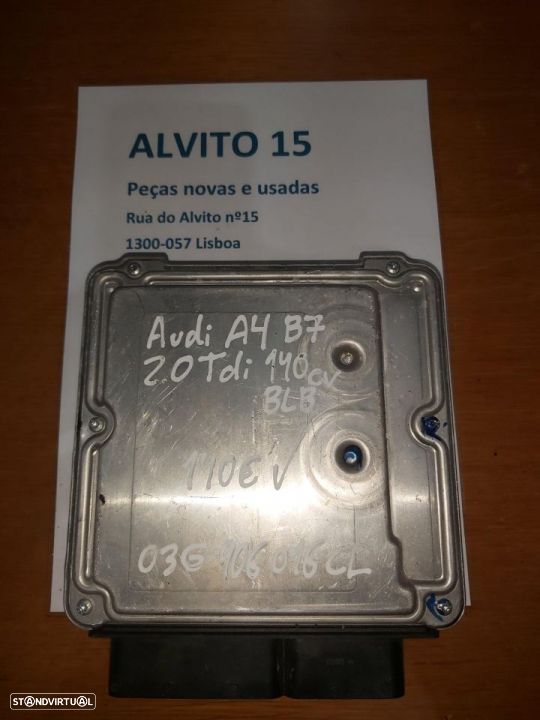 ALVITO 15
Peças novas e usadas
Rua do Alvito nº15
1300-057 Lisboa
Audi A4 B7
2.0 Tdi 140cv
BLB
110€ V
03G 906 016 CL
STANDVIRTUAL